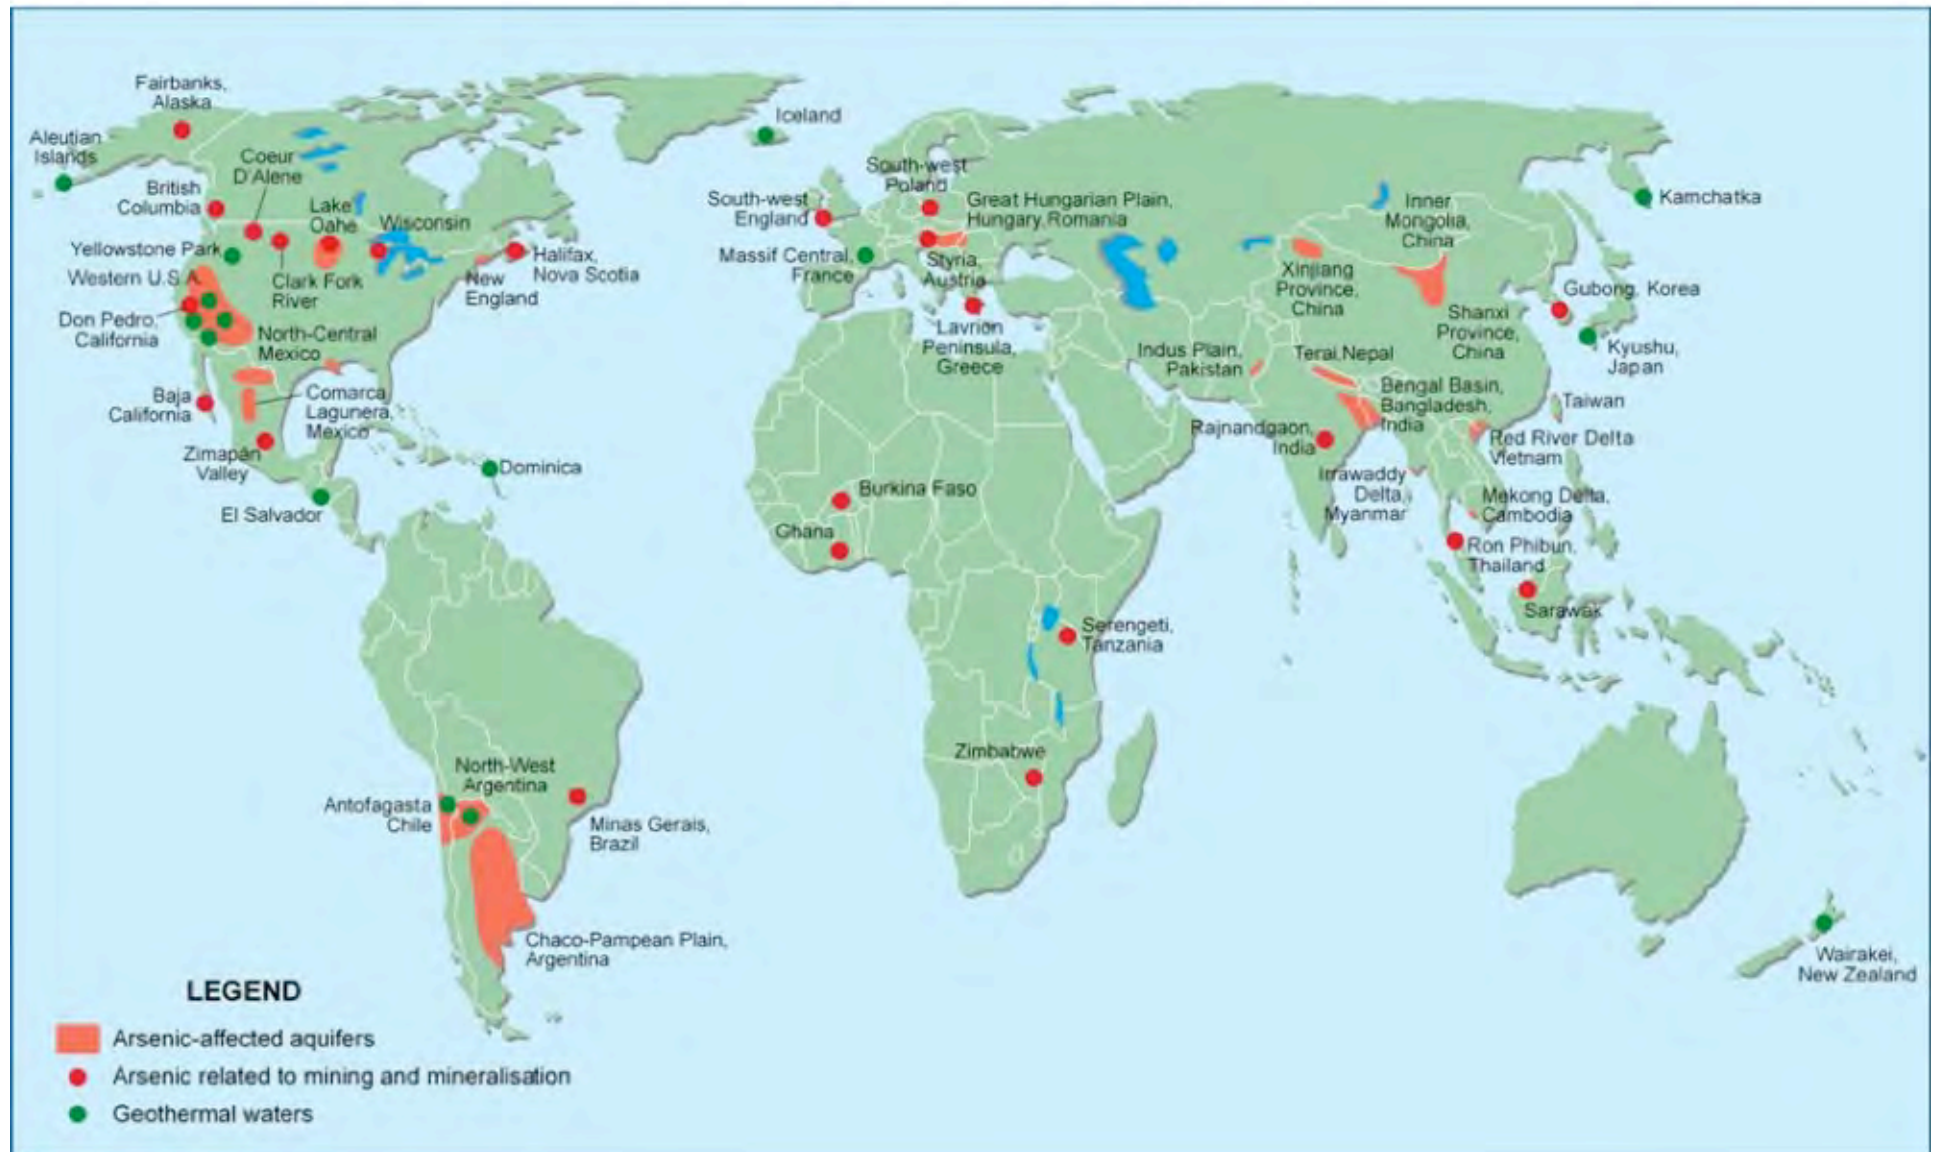 Fairbanks,
Alaska
Aleutian
Islands
Coeur
D'Alene
British
Columbia
Lake
Oahe
Wisconsin
Yellowstone Park
Western U.S.A.
Clark Fork
River
New
England
Halifax,
Nova Scotia
Don Pedro,
California
North-Central
Mexico
Baja
California
Comarca
Lagunera,
Mexico
Zimapán
Valley
El Salvador
Dominica
Iceland
South-west
Poland
South-west
England
Great Hungarian Plain,
Hungary,Romania
Massif Central,
France
Styria,
Austria
Lavrion
Peninsula,
Greece
Inner
Mongolia,
China
Kamchatka
Xinjiang
Province,
China
Shanxi
Province,
China
Gubong, Korea
Kyushu,
Japan
Indus Plain,
Pakistan
Terai,Nepal
Bengal Basin,
Bangladesh,
India
Taiwan
Rajnandgaon,
India
Red River Delta
Vietnam
Irrawaddy
Delta,
Myanmar
Mekong Delta,
Cambodia
Ron Phibun,
Thailand
Sarawak
Burkina Faso
Ghana
Serengeti,
Tanzania
Zimbabwe
North-West
Argentina
Antofagasta
Chile
Minas Gerais,
Brazil
Chaco-Pampean Plain,
Argentina
Wairakei,
New Zealand
LEGEND
Arsenic-affected aquifers
Arsenic related to mining and mineralisation
Geothermal waters